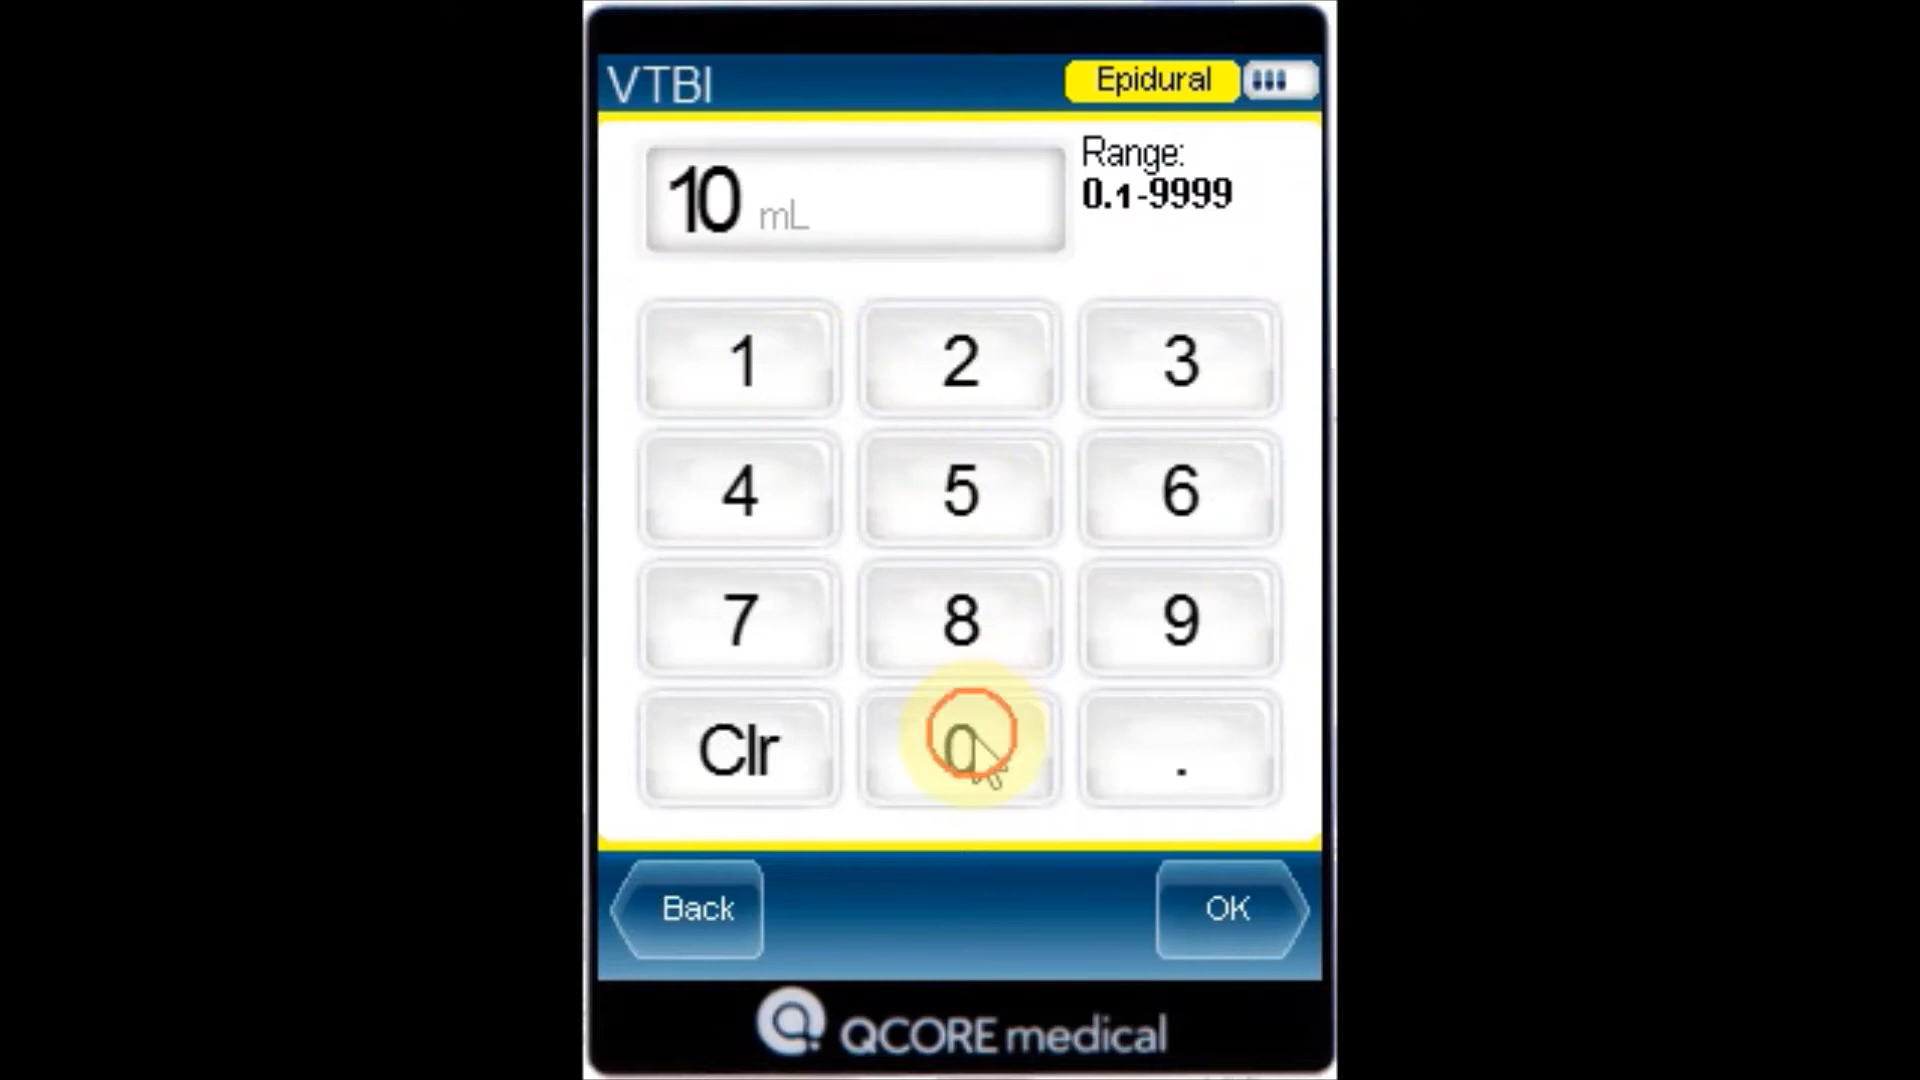 VTBI
Epidural
10 mL
Range:
0.1-9999
1 2 3
4 5 6
7 8 9
Clr 0 .
Back
OK
QCORE medical